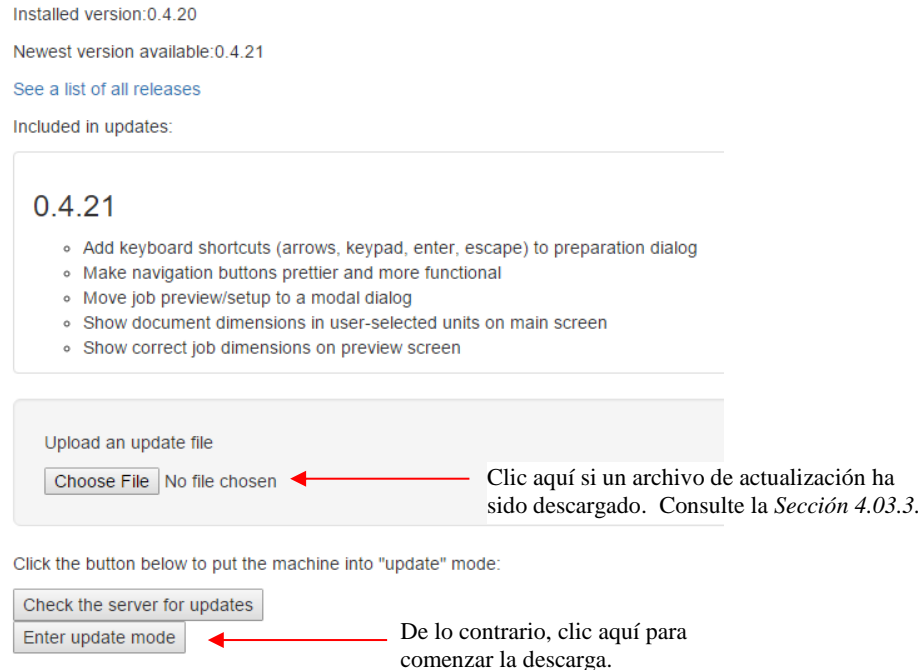 Installed version:0.4.20
Newest version available:0.4.21
See a list of all releases
Included in updates:
0.4.21
Add keyboard shortcuts (arrows, keypad, enter, escape) to preparation dialog
Make navigation buttons prettier and more functional
Move job preview/setup to a modal dialog
Show document dimensions in user-selected units on main screen
Show correct job dimensions on preview screen
Upload an update file
Choose File No file chosen
Clic aquí si un archivo de actualización ha
sido descargado. Consulte la Sección 4.03.3.
Click the button below to put the machine into "update" mode:
Check the server for updates
Enter update mode
De lo contrario, clic aquí para
comenzar la descarga.